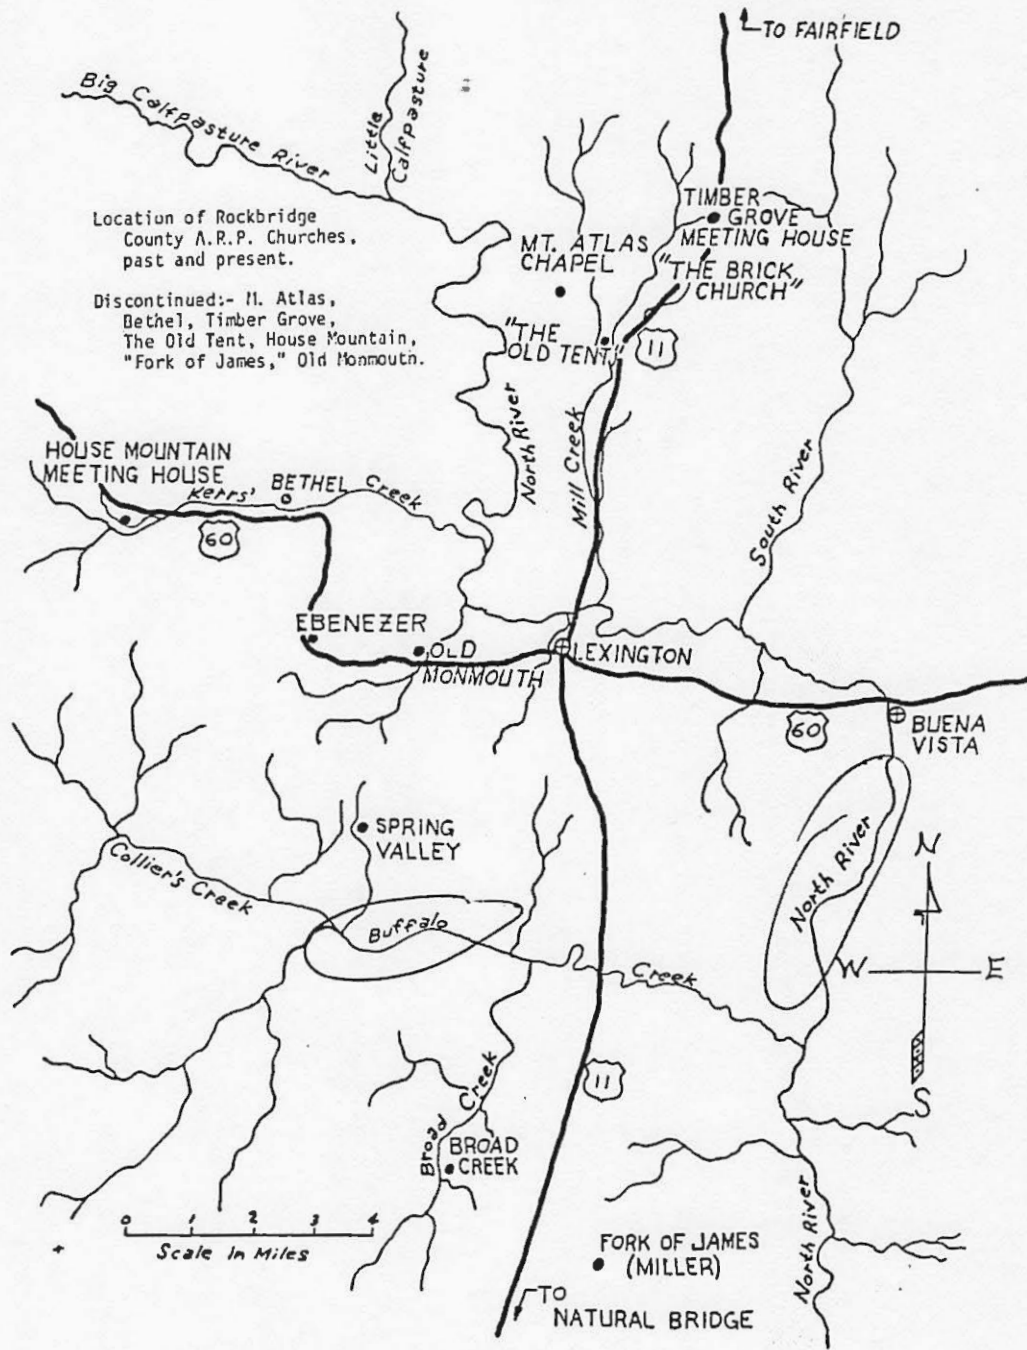 TO FAIRFIELD
Big Calfpasture River
Little
Calfpasture
Location of Rockbridge
County A.R.P. Churches,
past and present.
Discontinued:- M. Atlas,
Bethel, Timber Grove,
The Old Tent, House Mountain,
"Fork of James," Old Monmouth.
TIMBER
GROVE
MEETING HOUSE
MT. ATLAS
CHAPEL
"THE BRICK
CHURCH"
"THE
OLD TENT"
11
North River
Mill Creek
South River
HOUSE MOUNTAIN
MEETING HOUSE
Kerrs' Creek
BETHEL
60
EBENEZER
OLD
MONMOUTH
LEXINGTON
60
BUENA
VISTA
SPRING
VALLEY
Collier's Creek
Buffalo Creek
North River
N
W E
S
11
Broad Creek
BROAD
CREEK
North River
0 1 2 3 4
Scale In Miles
FORK OF JAMES
(MILLER)
TO
NATURAL BRIDGE